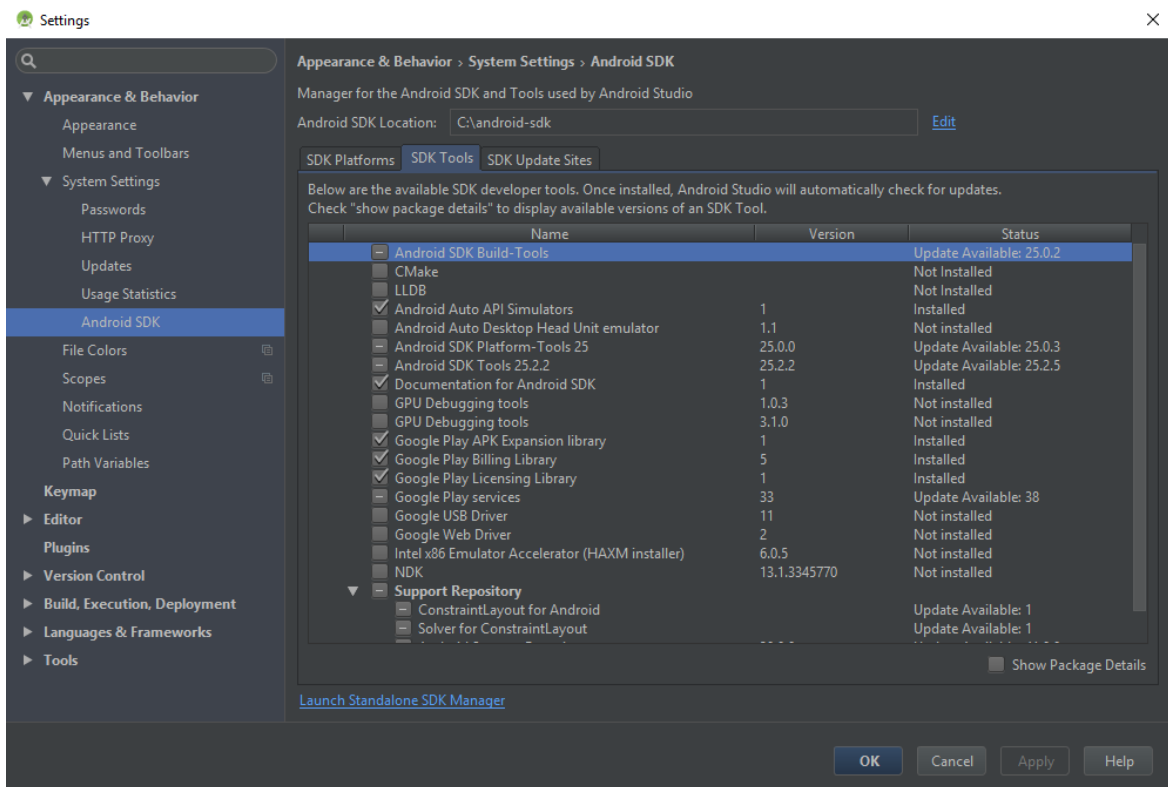 Settings
Appearance & Behavior
Appearance
Menus and Toolbars
System Settings
Passwords
HTTP Proxy
Updates
Usage Statistics
Android SDK
File Colors
Scopes
Notifications
Quick Lists
Path Variables
Keymap
Editor
Plugins
Version Control
Build, Execution, Deployment
Languages & Frameworks
Tools
Appearance & Behavior › System Settings › Android SDK
Manager for the Android SDK and Tools used by Android Studio
Android SDK Location: C:\android-sdk Edit
SDK Platforms SDK Tools SDK Update Sites
Below are the available SDK developer tools. Once installed, Android Studio will automatically check for updates.
Check "show package details" to display available versions of an SDK Tool.
Name Version Status
Android SDK Build-Tools Update Available: 25.0.2
CMake Not Installed
LLDB Not Installed
Android Auto API Simulators 1 Installed
Android Auto Desktop Head Unit emulator 1.1 Not installed
Android SDK Platform-Tools 25 25.0.0 Update Available: 25.0.3
Android SDK Tools 25.2.2 25.2.2 Update Available: 25.2.5
Documentation for Android SDK 1 Installed
GPU Debugging tools 1.0.3 Not installed
GPU Debugging tools 3.1.0 Not installed
Google Play APK Expansion library 1 Installed
Google Play Billing Library 5 Installed
Google Play Licensing Library 1 Installed
Google Play services 33 Update Available: 38
Google USB Driver 11 Not installed
Google Web Driver 2 Not installed
Intel x86 Emulator Accelerator (HAXM installer) 6.0.5 Not installed
NDK 13.1.3345770 Not installed
Support Repository
ConstraintLayout for Android Update Available: 1
Solver for ConstraintLayout Update Available: 1
Show Package Details
Launch Standalone SDK Manager
OK Cancel Apply Help